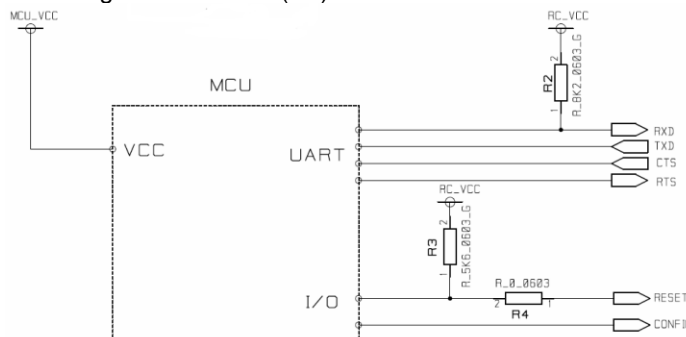 MCU_VCC
RC_VCC
MCU
R2
R_8K2_0603_G
VCC
UART
RXD
TXD
CTS
RTS
RC_VCC
R3
R_5K6_0603_G
I/O
R_0_0603
R4
RESET
CONFI
2
1
2
1
2
1